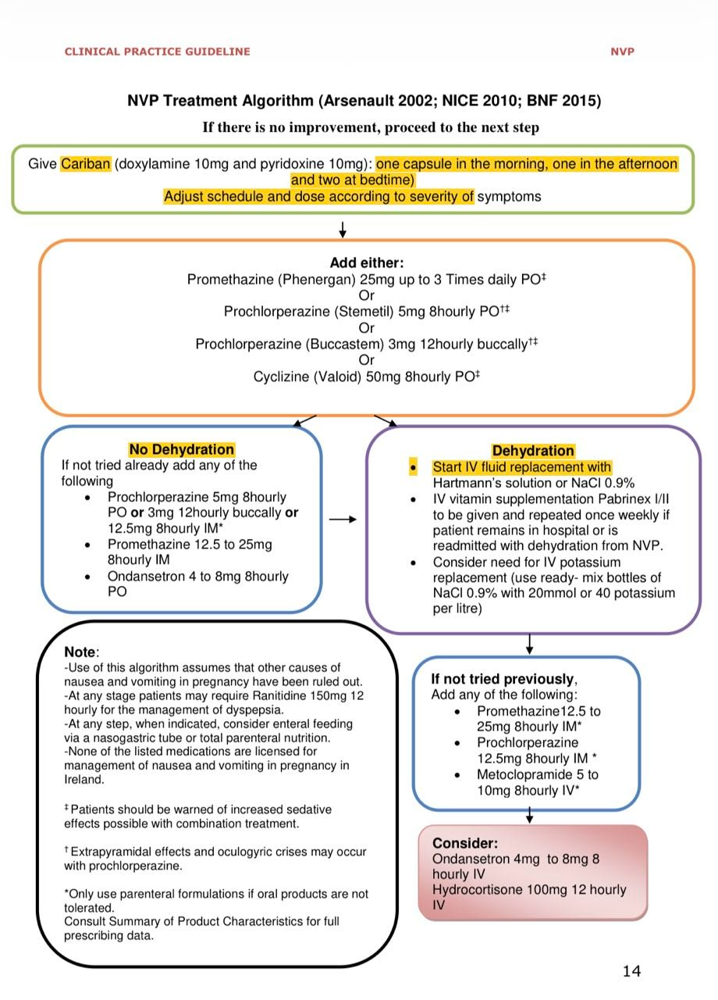 CLINICAL PRACTICE GUIDELINE NVP
NVP Treatment Algorithm (Arsenault 2002; NICE 2010; BNF 2015)
If there is no improvement, proceed to the next step
Give Cariban (doxylamine 10mg and pyridoxine 10mg): one capsule in the morning, one in the afternoon
and two at bedtime)
Adjust schedule and dose according to severity of symptoms
Add either:
Promethazine (Phenergan) 25mg up to 3 Times daily PO‡
Or
Prochlorperazine (Stemetil) 5mg 8hourly PO†‡
Or
Prochlorperazine (Buccastem) 3mg 12hourly buccally†‡
Or
Cyclizine (Valoid) 50mg 8hourly PO‡
No Dehydration
If not tried already add any of the
following
• Prochlorperazine 5mg 8hourly
PO or 3mg 12hourly buccally or
12.5mg 8hourly IM*
• Promethazine 12.5 to 25mg
8hourly IM
• Ondansetron 4 to 8mg 8hourly
PO
Dehydration
• Start IV fluid replacement with
Hartmann's solution or NaCl 0.9%
• IV vitamin supplementation Pabrinex I/II
to be given and repeated once weekly if
patient remains in hospital or is
readmitted with dehydration from NVP.
• Consider need for IV potassium
replacement (use ready- mix bottles of
NaCl 0.9% with 20mmol or 40 potassium
per litre)
Note:
-Use of this algorithm assumes that other causes of
nausea and vomiting in pregnancy have been ruled out.
-At any stage patients may require Ranitidine 150mg 12
hourly for the management of dyspepsia.
-At any step, when indicated, consider enteral feeding
via a nasogastric tube or total parenteral nutrition.
-None of the listed medications are licensed for
management of nausea and vomiting in pregnancy in
Ireland.
‡ Patients should be warned of increased sedative
effects possible with combination treatment.
† Extrapyramidal effects and oculogyric crises may occur
with prochlorperazine.
*Only use parenteral formulations if oral products are not
tolerated.
Consult Summary of Product Characteristics for full
prescribing data.
If not tried previously,
Add any of the following:
• Promethazine12.5 to
25mg 8hourly IM*
• Prochlorperazine
12.5mg 8hourly IM *
• Metoclopramide 5 to
10mg 8hourly IV*
Consider:
Ondansetron 4mg to 8mg 8
hourly IV
Hydrocortisone 100mg 12 hourly
IV
14